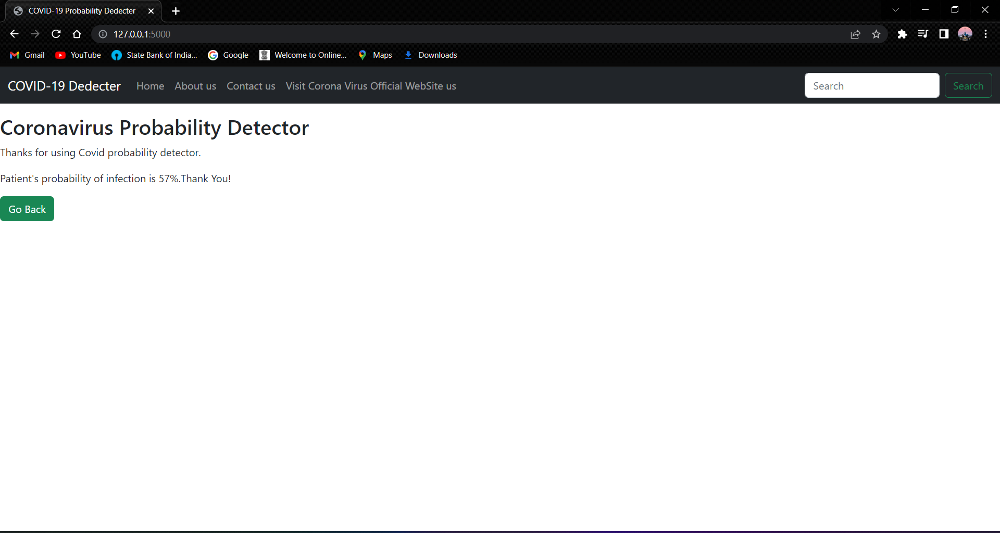 COVID-19 Probability Dedecter
127.0.0.1:5000
Gmail YouTube State Bank of India... Google Welcome to Online... Maps Downloads
COVID-19 Dedecter Home About us Contact us Visit Corona Virus Official WebSite us Search Search
Coronavirus Probability Detector
Thanks for using Covid probability detector.
Patient's probability of infection is 57%.Thank You!
Go Back